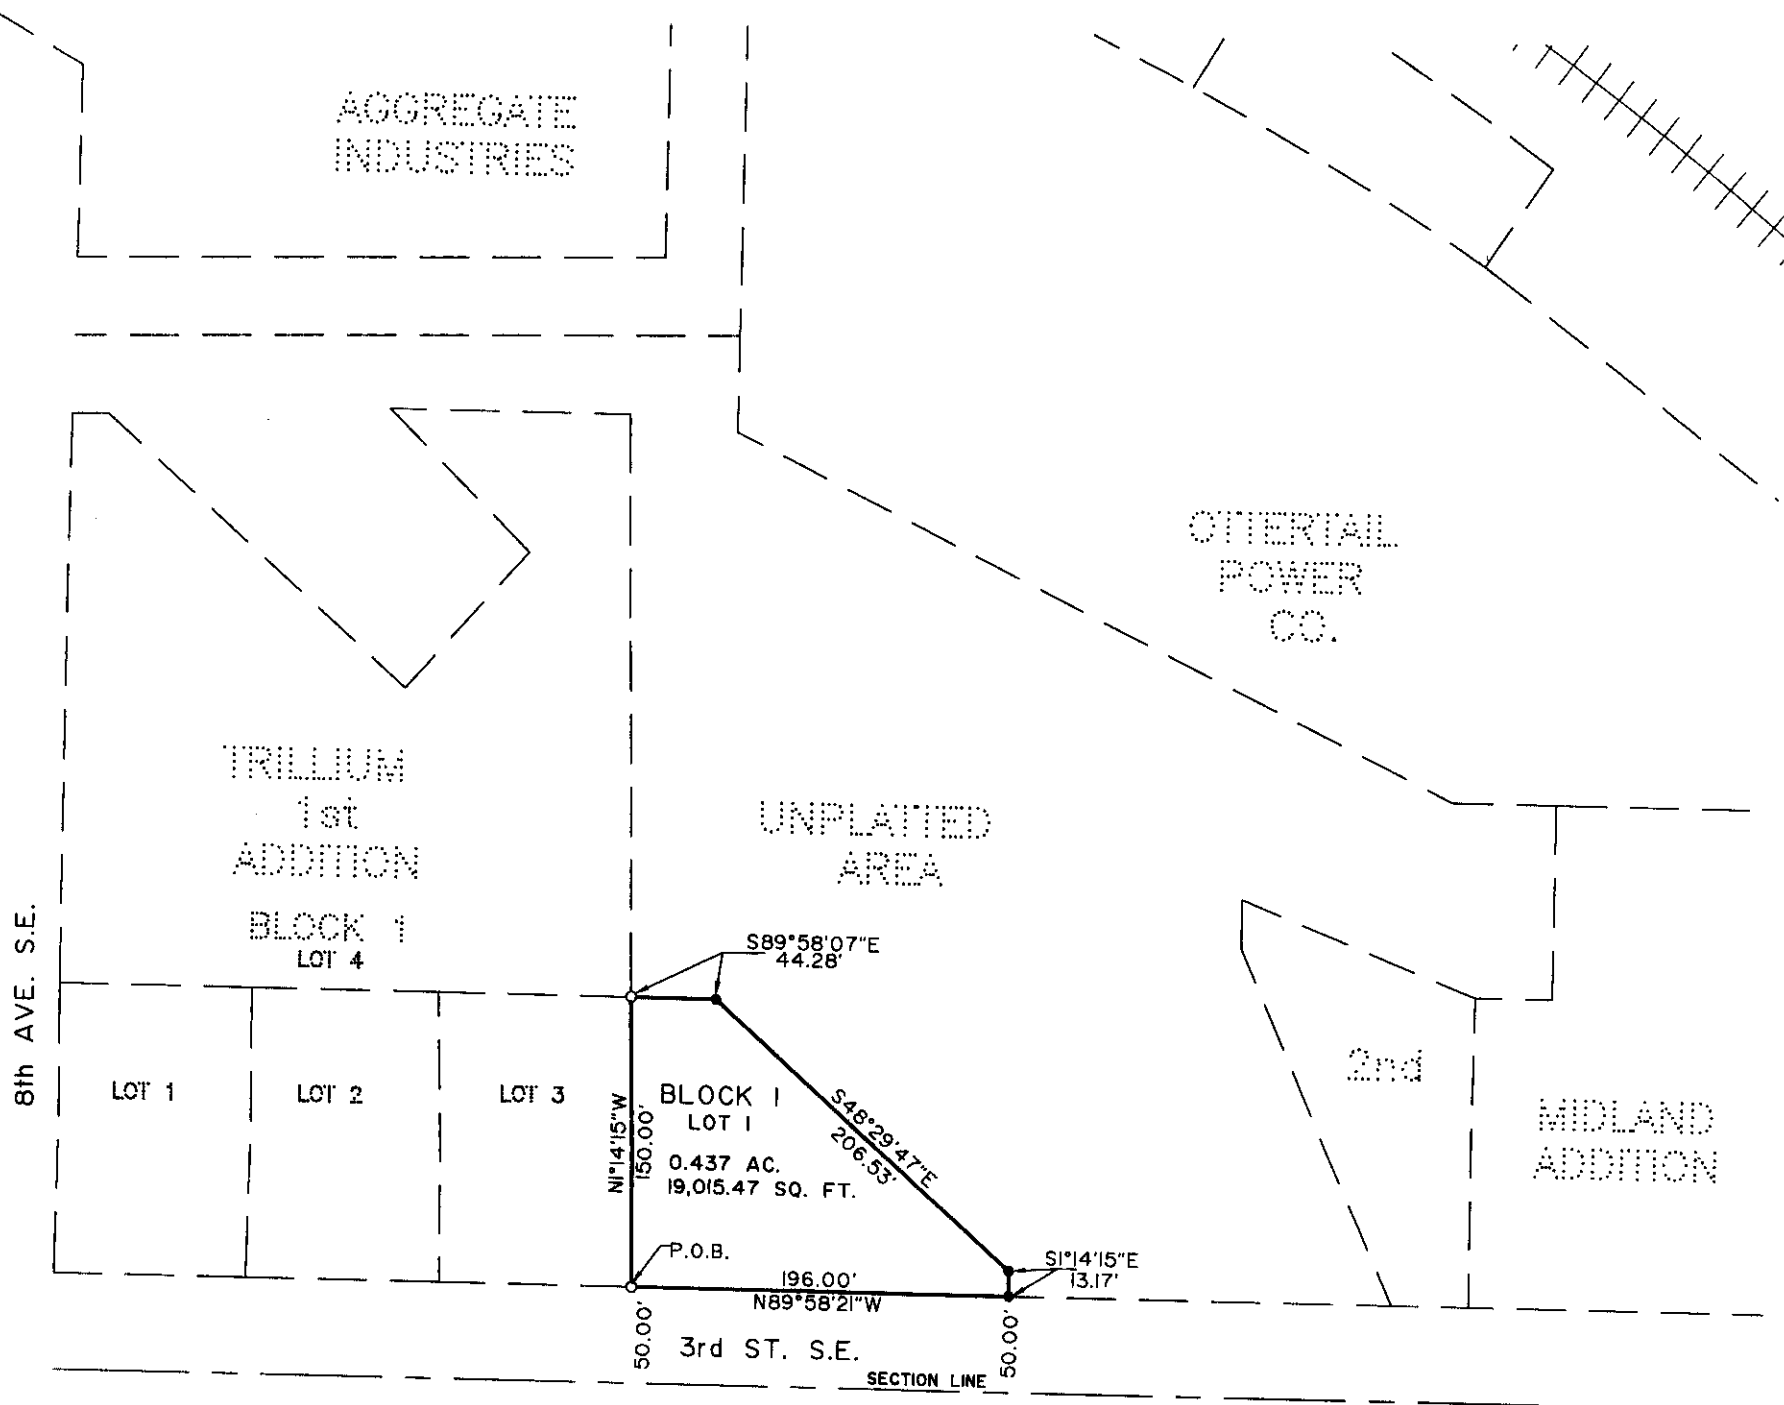 AGGREGATE
INDUSTRIES
OTTERTAIL
POWER
CO.
TRILLIUM
1st
ADDITION
BLOCK 1
LOT 4
UNPLATTED
AREA
8th AVE. S.E.
S89°58'07"E
44.28'
LOT 1
LOT 2
LOT 3
N1°14'15"W
150.00'
BLOCK 1
LOT 1
0.437 AC.
19,015.47 SQ. FT.
S48°29'47"E
206.53'
2nd
MIDLAND
ADDITION
P.O.B.
S1°14'15"E
13.17'
196.00'
N89°58'21"W
50.00'
50.00'
3rd ST. S.E.
SECTION LINE